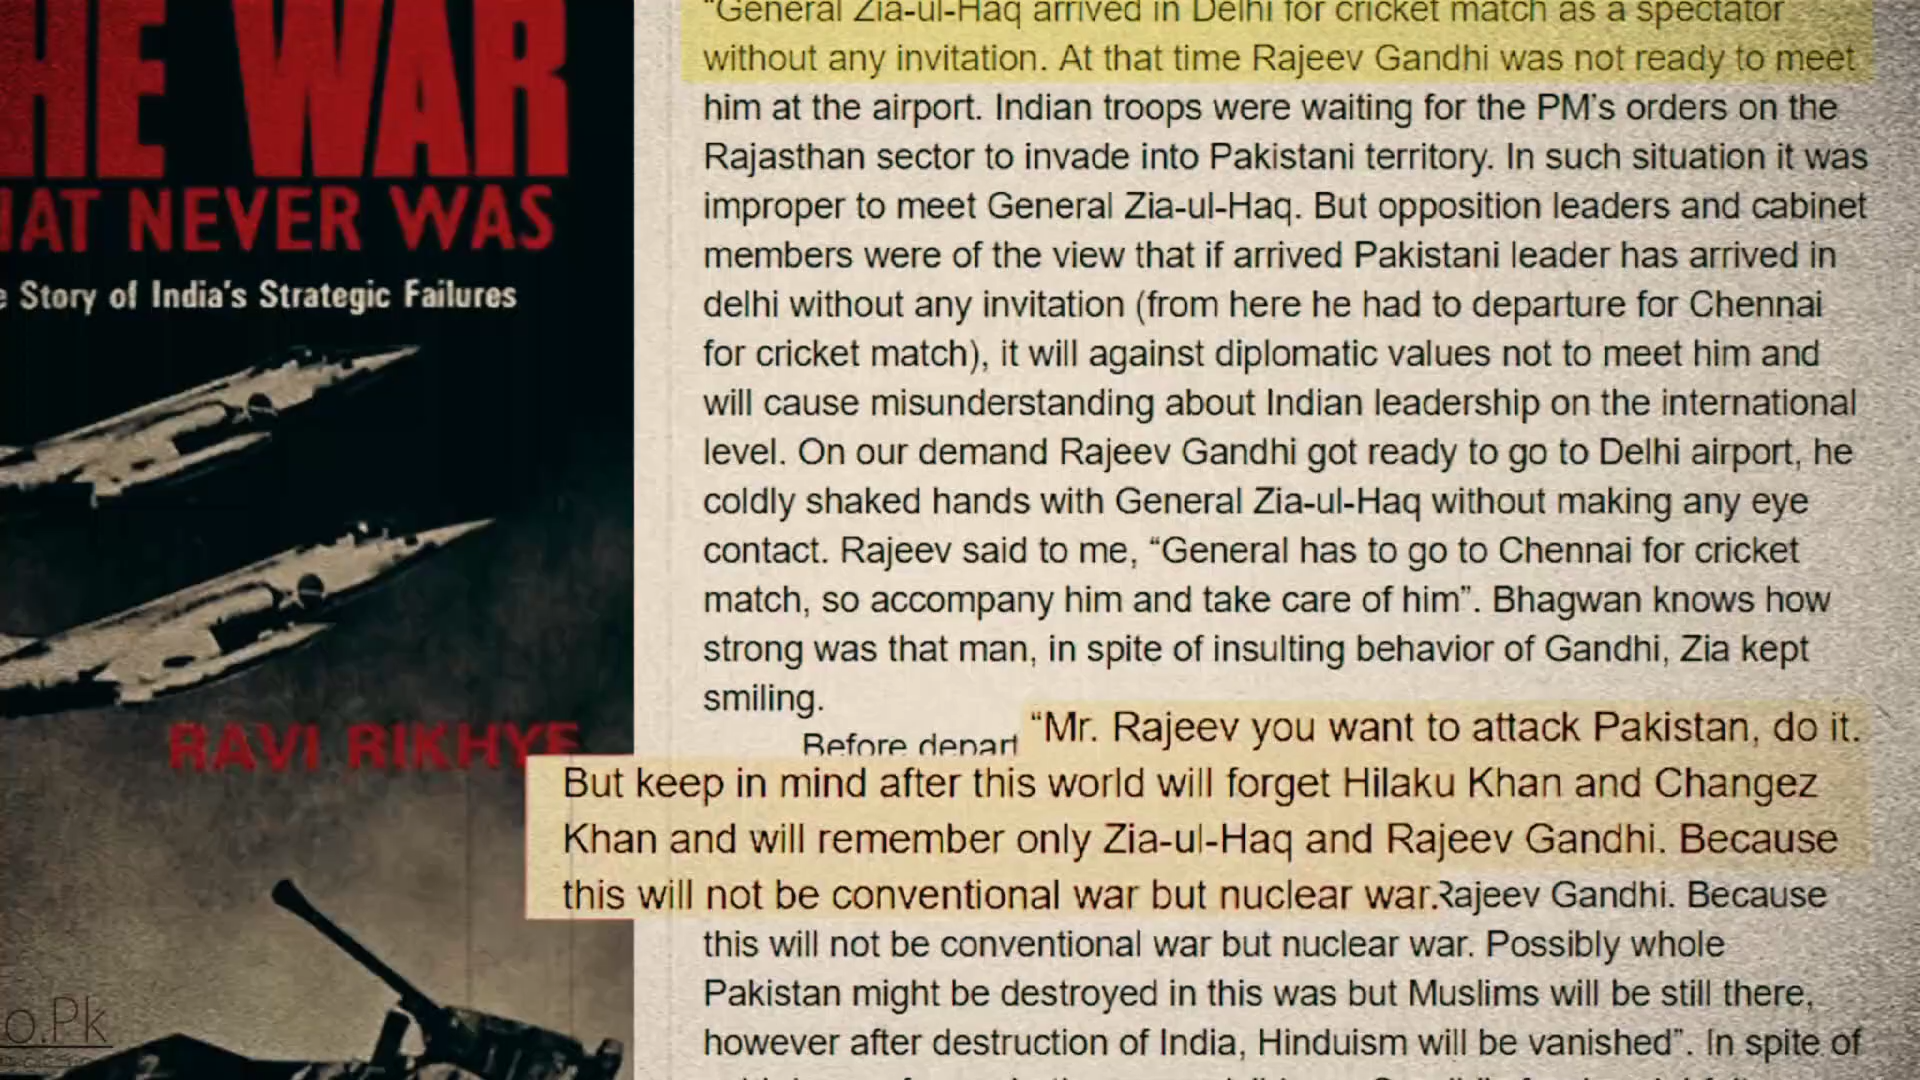 HE WAR
HAT NEVER WAS
e Story of India's Strategic Failures
RAVI RIKHYE
o.Pk
“General Zia-ul-Haq arrived in Delhi for cricket match as a spectator
without any invitation. At that time Rajeev Gandhi was not ready to meet
him at the airport. Indian troops were waiting for the PM’s orders on the
Rajasthan sector to invade into Pakistani territory. In such situation it was
improper to meet General Zia-ul-Haq. But opposition leaders and cabinet
members were of the view that if arrived Pakistani leader has arrived in
delhi without any invitation (from here he had to departure for Chennai
for cricket match), it will against diplomatic values not to meet him and
will cause misunderstanding about Indian leadership on the international
level. On our demand Rajeev Gandhi got ready to go to Delhi airport, he
coldly shaked hands with General Zia-ul-Haq without making any eye
contact. Rajeev said to me, “General has to go to Chennai for cricket
match, so accompany him and take care of him”. Bhagwan knows how
strong was that man, in spite of insulting behavior of Gandhi, Zia kept
smiling.
Before depart
“Mr. Rajeev you want to attack Pakistan, do it.
But keep in mind after this world will forget Hilaku Khan and Changez
Khan and will remember only Zia-ul-Haq and Rajeev Gandhi. Because
this will not be conventional war but nuclear war.
Rajeev Gandhi. Because
this will not be conventional war but nuclear war. Possibly whole
Pakistan might be destroyed in this was but Muslims will be still there,
however after destruction of India, Hinduism will be vanished”. In spite of